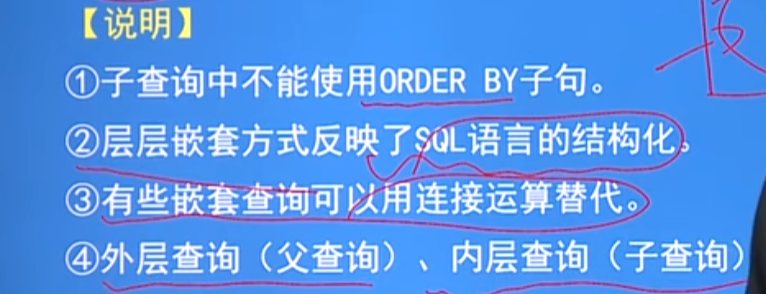 【说明】
①子查询中不能使用ORDER BY子句。
②层层嵌套方式反映了SQL语言的结构化。
③有些嵌套查询可以用连接运算替代。
④外层查询（父查询）、内层查询（子查询）